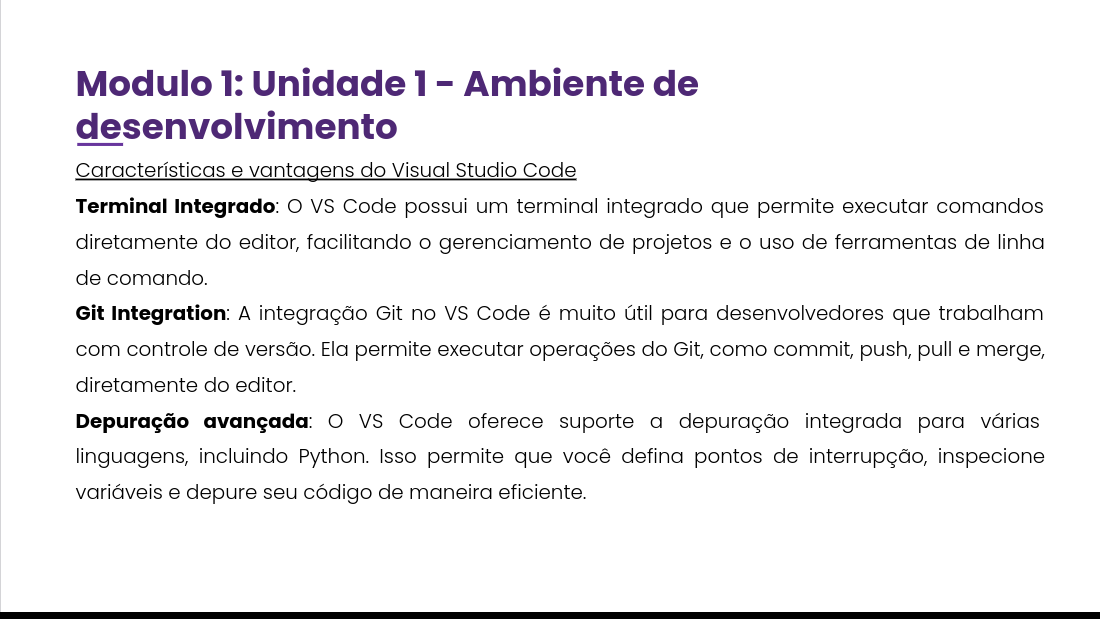 Modulo 1: Unidade 1 - Ambiente de
desenvolvimento
Características e vantagens do Visual Studio Code
Terminal Integrado: O VS Code possui um terminal integrado que permite executar comandos
diretamente do editor, facilitando o gerenciamento de projetos e o uso de ferramentas de linha
de comando.
Git Integration: A integração Git no VS Code é muito útil para desenvolvedores que trabalham
com controle de versão. Ela permite executar operações do Git, como commit, push, pull e merge,
diretamente do editor.
Depuração avançada: O VS Code oferece suporte a depuração integrada para várias
linguagens, incluindo Python. Isso permite que você defina pontos de interrupção, inspecione
variáveis e depure seu código de maneira eficiente.